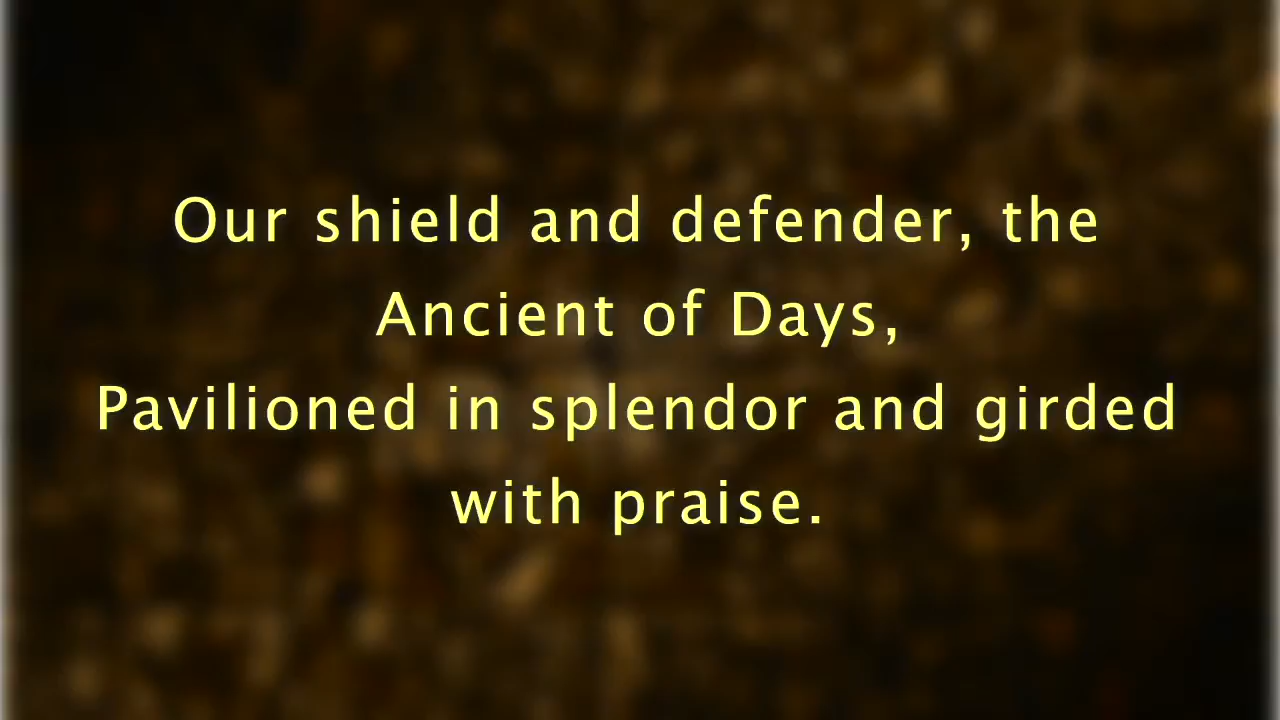 Our shield and defender, the
Ancient of Days,
Pavilioned in splendor and girded
with praise.